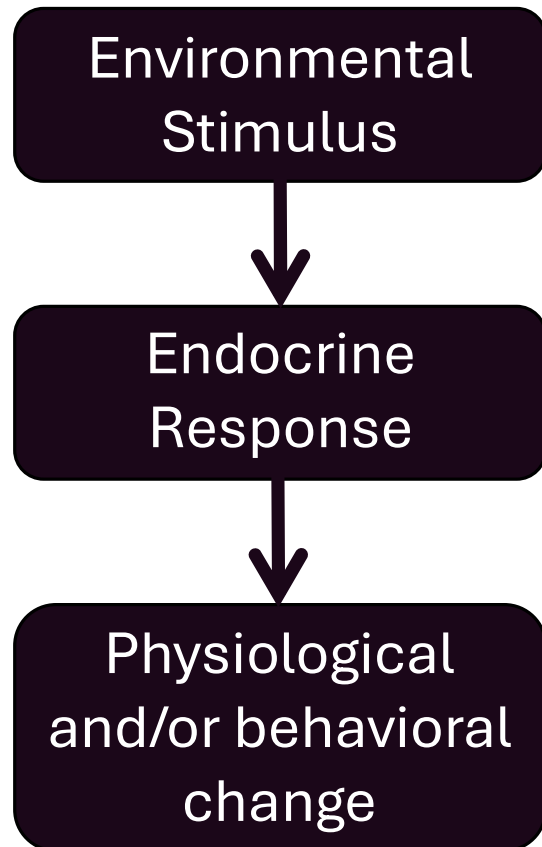 Environmental
Stimulus
Endocrine
Response
Physiological
and/or behavioral
change